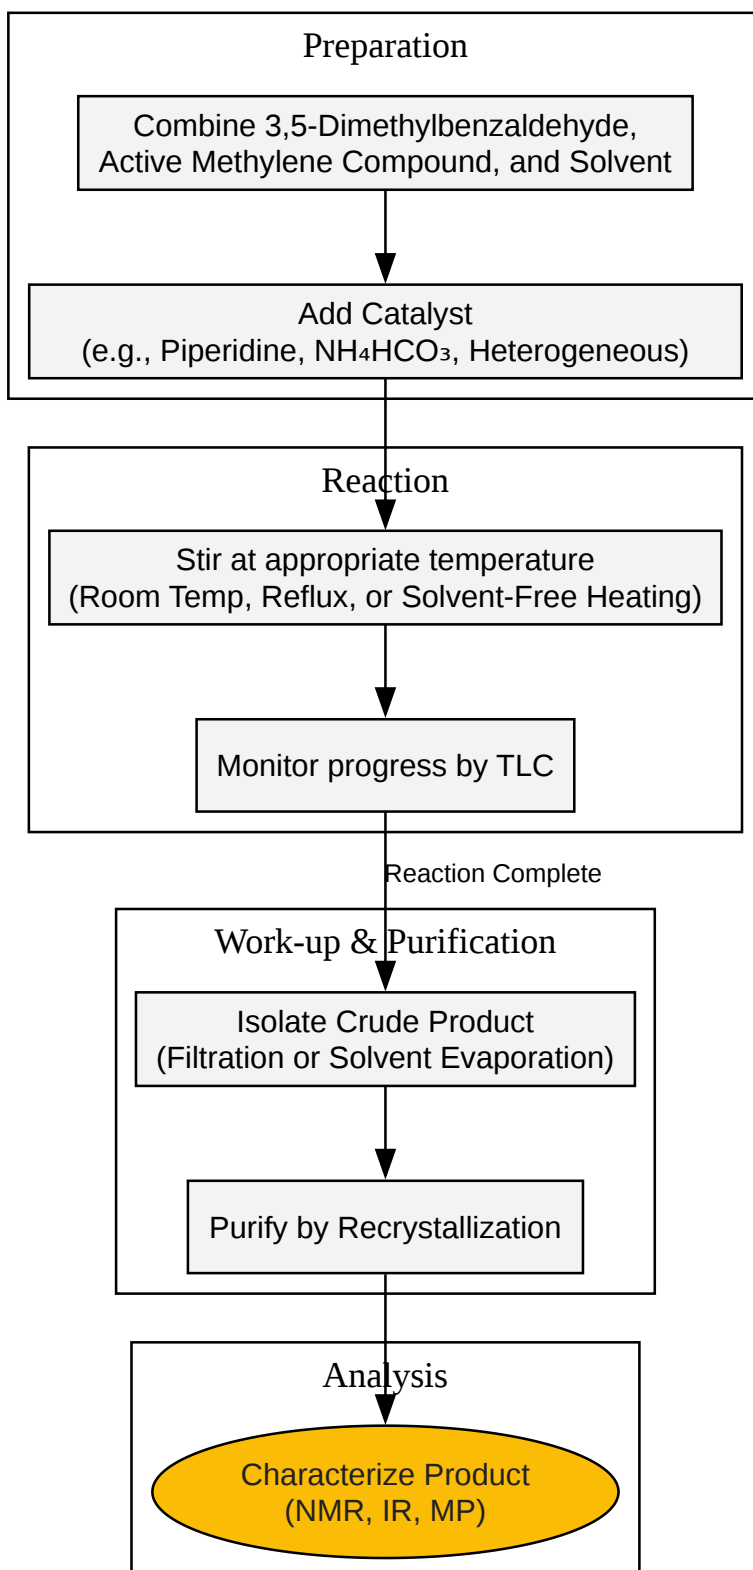 Preparation
Combine 3,5-Dimethylbenzaldehyde,
Active Methylene Compound, and Solvent
Add Catalyst
(e.g., Piperidine, NH₄HCO₃, Heterogeneous)
Reaction
Stir at appropriate temperature
(Room Temp, Reflux, or Solvent-Free Heating)
Monitor progress by TLC
Reaction Complete
Work-up & Purification
Isolate Crude Product
(Filtration or Solvent Evaporation)
Purify by Recrystallization
Analysis
Characterize Product
(NMR, IR, MP)